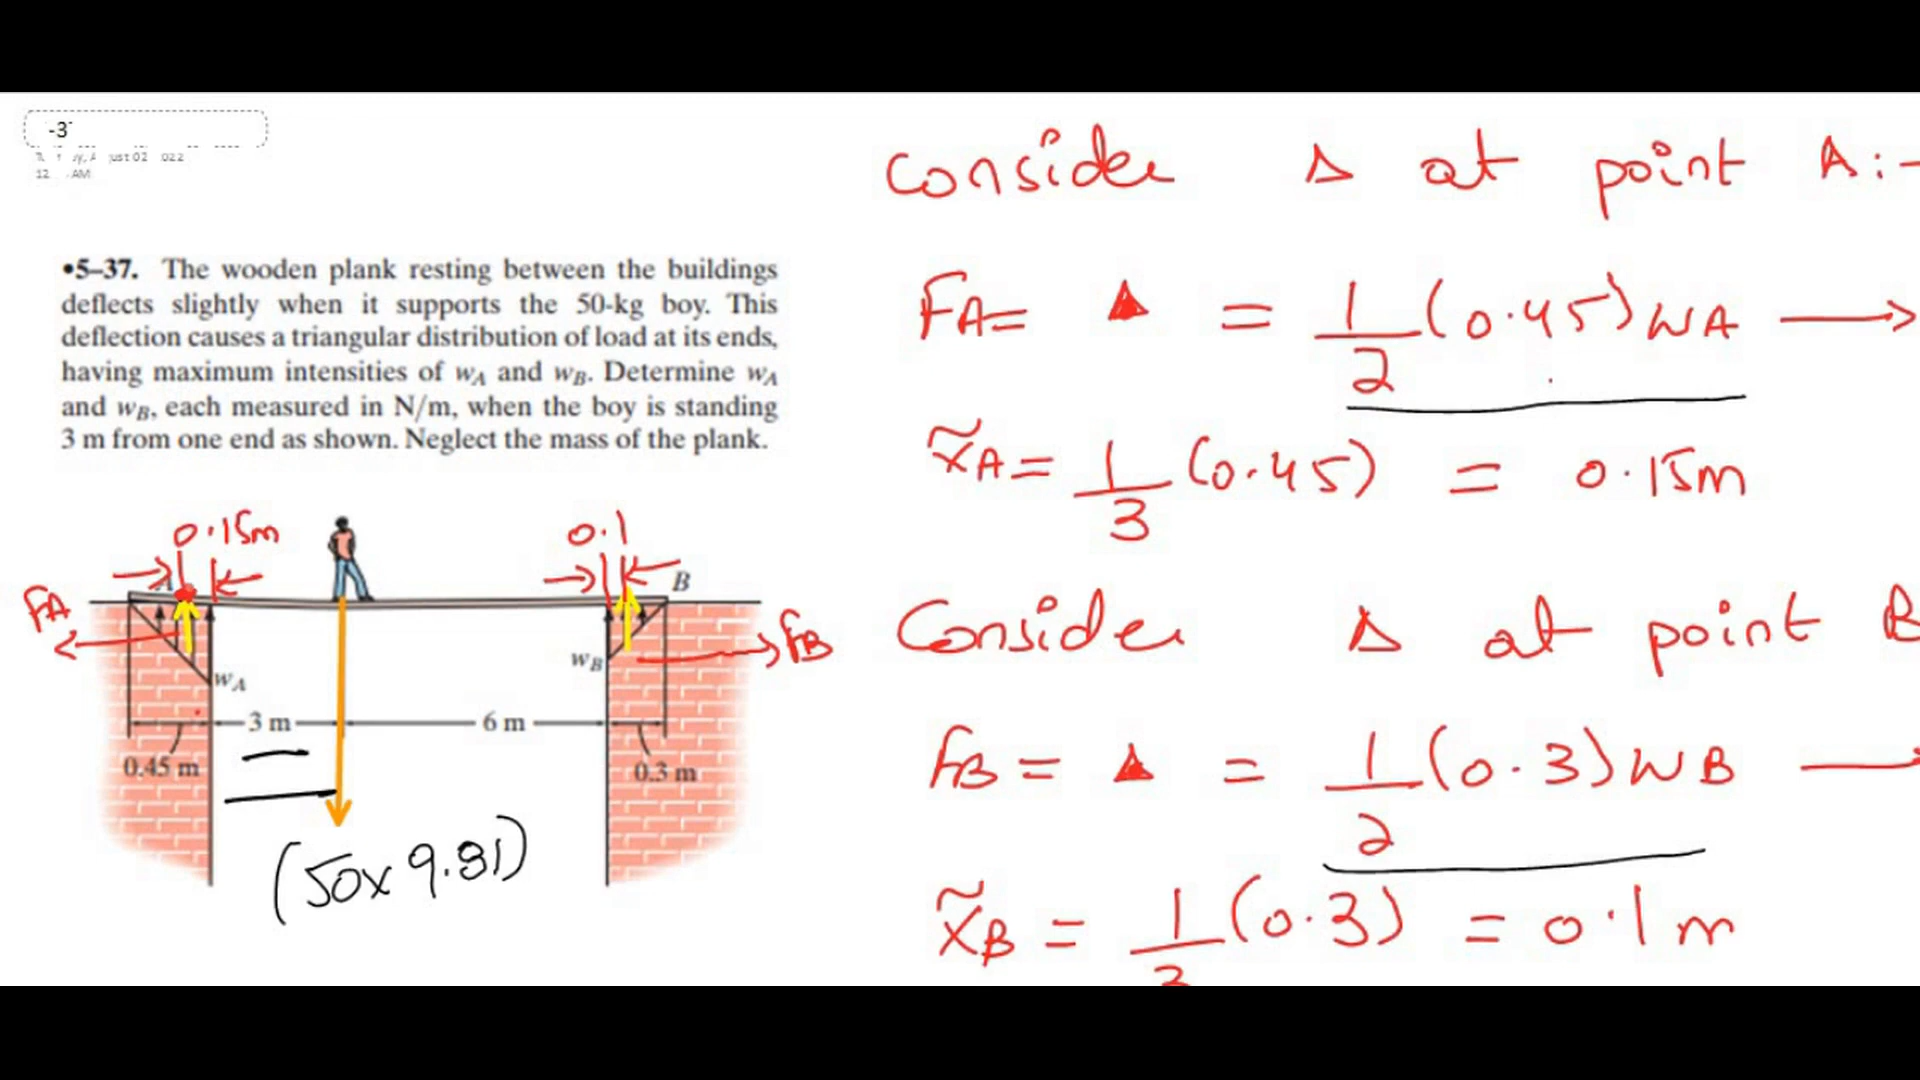 -3
•5–37. The wooden plank resting between the buildings
deflects slightly when it supports the 50-kg boy. This
deflection causes a triangular distribution of load at its ends,
having maximum intensities of wA and wB. Determine wA
and wB, each measured in N/m, when the boy is standing
3 m from one end as shown. Neglect the mass of the plank.
0.15m
0.1
A
B
FA
FB
wA
wB
3 m
6 m
0.45 m
0.3 m
(50x9.81)
Consider Δ at point A:-
FA= ▲ = 1/2 (0.45) WA →
x̃A = 1/3 (0.45) = 0.15m
Consider Δ at point B
FB = ▲ = 1/2 (0.3) WB
x̃B = 1/3 (0.3) = 0.1m